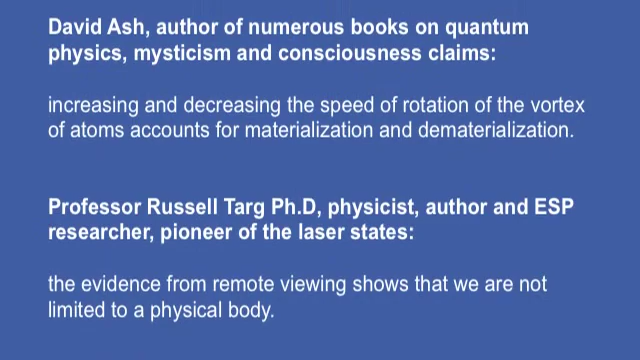 David Ash, author of numerous books on quantum
physics, mysticism and consciousness claims:
increasing and decreasing the speed of rotation of the vortex
of atoms accounts for materialization and dematerialization.
Professor Russell Targ Ph.D, physicist, author and ESP
researcher, pioneer of the laser states:
the evidence from remote viewing shows that we are not
limited to a physical body.